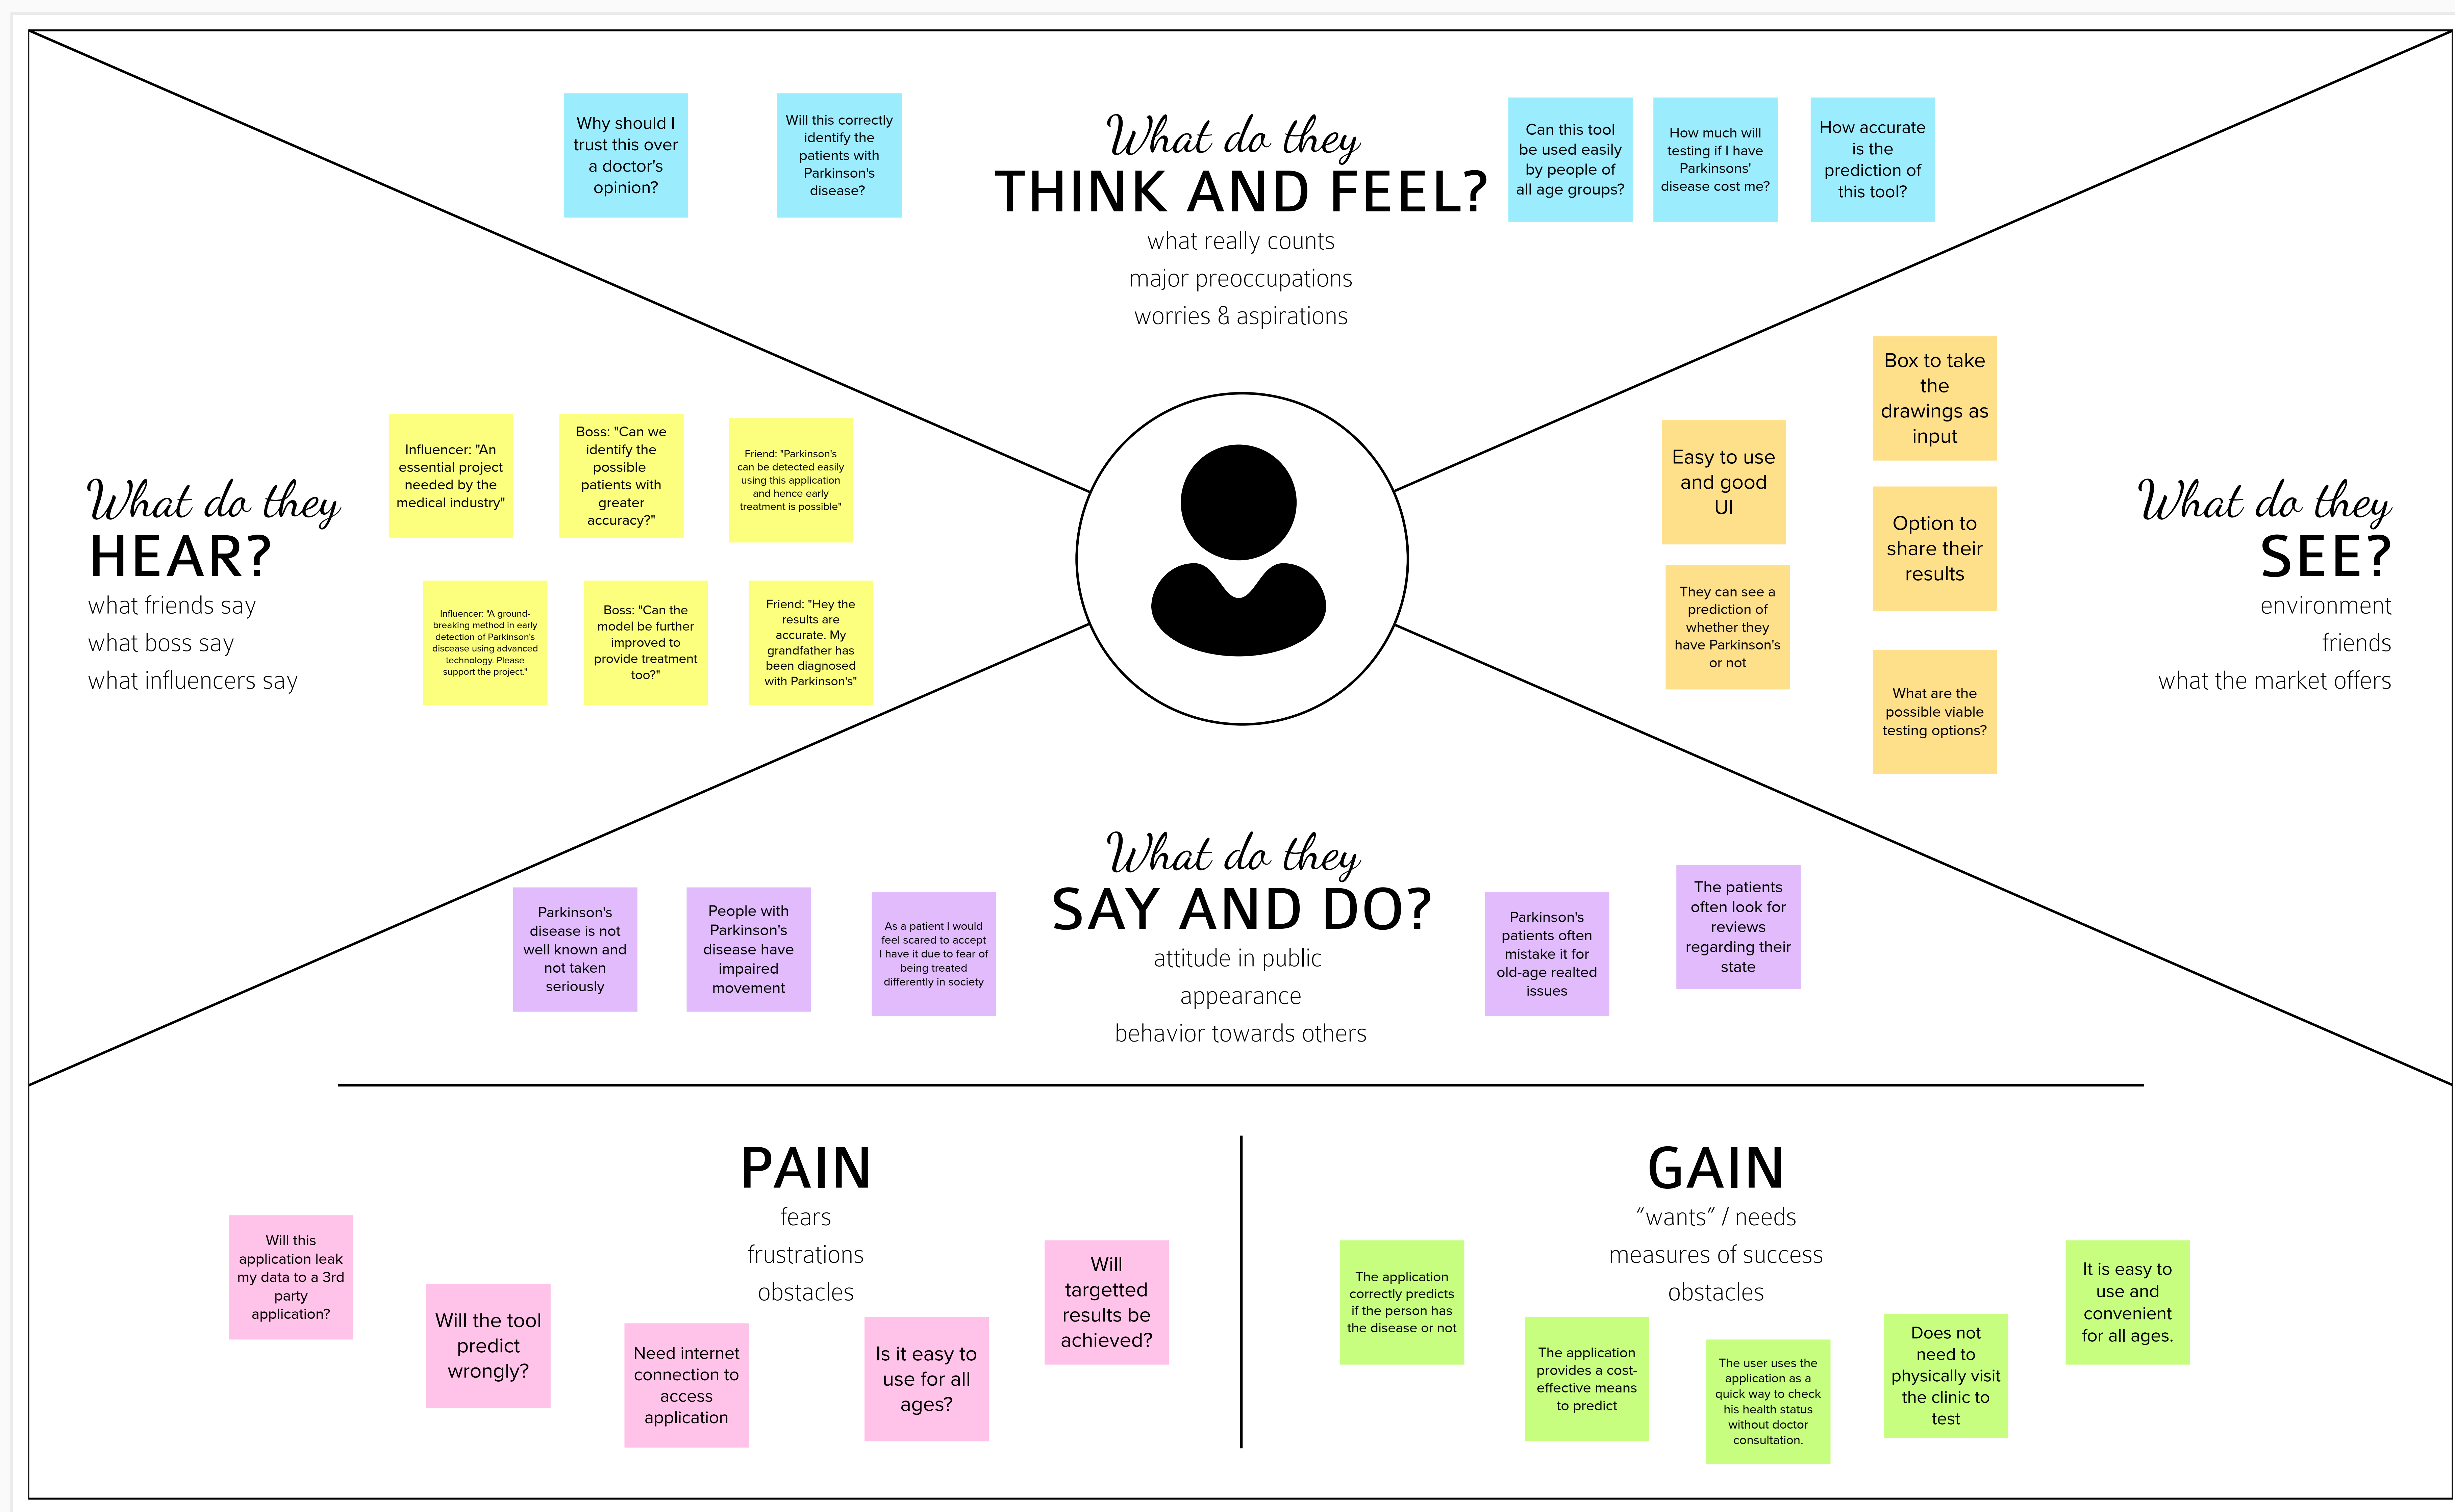 What do they
THINK AND FEEL?
what really counts
major preoccupations
worries & aspirations
Why should I
trust this over
a doctor's
opinion?
Will this correctly
identify the
patients with
Parkinson's
disease?
Can this tool
be used easily
by people of
all age groups?
How much will
testing if I have
Parkinsons'
disease cost me?
How accurate
is the
prediction of
this tool?
What do they
HEAR?
what friends say
what boss say
what influencers say
Influencer: "An
essential project
needed by the
medical industry"
Boss: "Can we
identify the
possible
patients with
greater
accuracy?"
Friend: "Parkinson's
can be detected easily
using this application
and hence early
treatment is possible"
Influencer: "A ground-
breaking method in early
detection of Parkinson's
discease using advanced
technology. Please
support the project."
Boss: "Can the
model be further
improved to
provide treatment
too?"
Friend: "Hey the
results are
accurate. My
grandfather has
been diagnosed
with Parkinson's"
What do they
SEE?
environment
friends
what the market offers
Box to take
the
drawings as
input
Easy to use
and good
UI
Option to
share their
results
They can see a
prediction of
whether they
have Parkinson's
or not
What are the
possible viable
testing options?
What do they
SAY AND DO?
attitude in public
appearance
behavior towards others
Parkinson's
disease is not
well known and
not taken
seriously
People with
Parkinson's
disease have
impaired
movement
As a patient I would
feel scared to accept
I have it due to fear of
being treated
differently in society
Parkinson's
patients often
mistake it for
old-age realted
issues
The patients
often look for
reviews
regarding their
state
PAIN
fears
frustrations
obstacles
Will this
application leak
my data to a 3rd
party
application?
Will the tool
predict
wrongly?
Need internet
connection to
access
application
Is it easy to
use for all
ages?
Will
targetted
results be
achieved?
GAIN
“wants” / needs
measures of success
obstacles
The application
correctly predicts
if the person has
the disease or not
The application
provides a cost-
effective means
to predict
The user uses the
application as a
quick way to check
his health status
without doctor
consultation.
Does not
need to
physically visit
the clinic to
test
It is easy to
use and
convenient
for all ages.